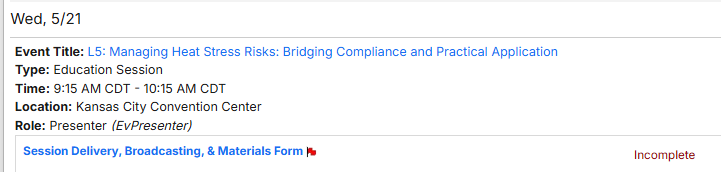 Wed, 5/21
Event Title: L5: Managing Heat Stress Risks: Bridging Compliance and Practical Application
Type: Education Session
Time: 9:15 AM CDT - 10:15 AM CDT
Location: Kansas City Convention Center
Role: Presenter (EvPresenter)
Session Delivery, Broadcasting, & Materials Form
Incomplete